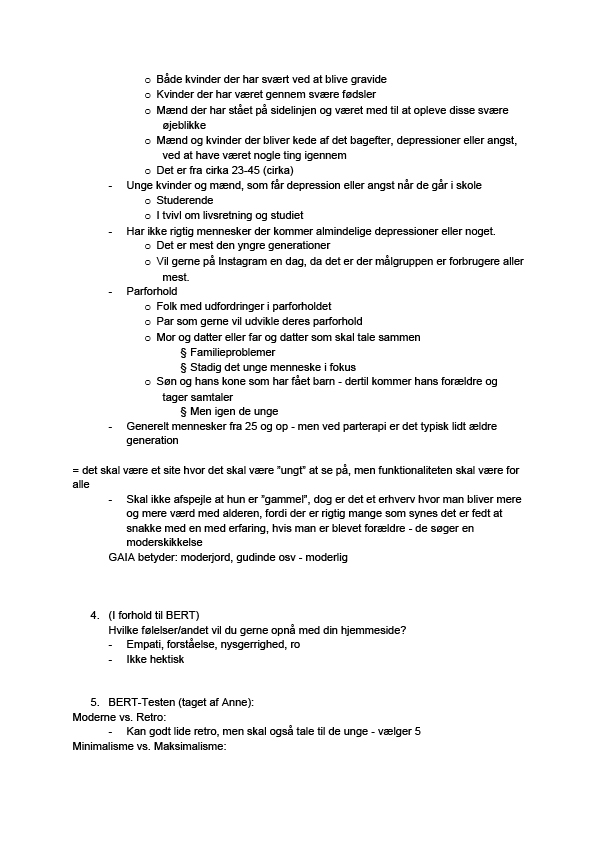 o Både kvinder der har svært ved at blive gravide
o Kvinder der har været gennem svære fødsler
o Mænd der har stået på sidelinjen og været med til at opleve disse svære
øjeblikke
o Mænd og kvinder der bliver kede af det bagefter, depressioner eller angst,
ved at have været nogle ting igennem
o Det er fra cirka 23-45 (cirka)
- Unge kvinder og mænd, som får depression eller angst når de går i skole
o Studerende
o I tvivl om livsretning og studiet
- Har ikke rigtig mennesker der kommer almindelige depressioner eller noget.
o Det er mest den yngre generationer
o Vil gerne på Instagram en dag, da det er der målgruppen er forbrugere aller
mest.
- Parforhold
o Folk med udfordringer i parforholdet
o Par som gerne vil udvikle deres parforhold
o Mor og datter eller far og datter som skal tale sammen
§ Familieproblemer
§ Stadig det unge menneske i fokus
o Søn og hans kone som har fået barn - dertil kommer hans forældre og
tager samtaler
§ Men igen de unge
- Generelt mennesker fra 25 og op - men ved parterapi er det typisk lidt ældre
generation
= det skal være et site hvor det skal være ”ungt” at se på, men funktionaliteten skal være for
alle
- Skal ikke afspejle at hun er ”gammel”, dog er det et erhverv hvor man bliver mere
og mere værd med alderen, fordi der er rigtig mange som synes det er fedt at
snakke med en med erfaring, hvis man er blevet forældre - de søger en
moderskikkelse
GAIA betyder: moderjord, gudinde osv - moderlig
4. (I forhold til BERT)
Hvilke følelser/andet vil du gerne opnå med din hjemmeside?
- Empati, forståelse, nysgerrighed, ro
- Ikke hektisk
5. BERT-Testen (taget af Anne):
Moderne vs. Retro:
- Kan godt lide retro, men skal også tale til de unge - vælger 5
Minimalisme vs. Maksimalisme: